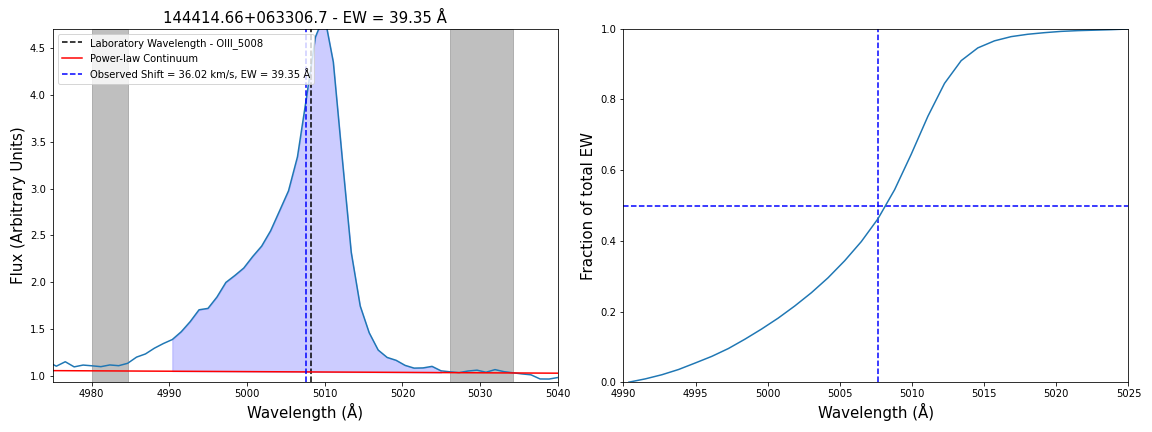 144414.66+063306.7 - EW = 39.35 Å
Laboratory Wavelength - OIII_5008
Power-law Continuum
Observed Shift = 36.02 km/s, EW = 39.35 Å
Flux (Arbitrary Units)
4.5
4.0
3.5
3.0
2.5
2.0
1.5
1.0
4980 4990 5000 5010 5020 5030 5040
Wavelength (Å)
Fraction of total EW
1.0
0.8
0.6
0.4
0.2
0.0
4990 4995 5000 5005 5010 5015 5020 5025
Wavelength (Å)